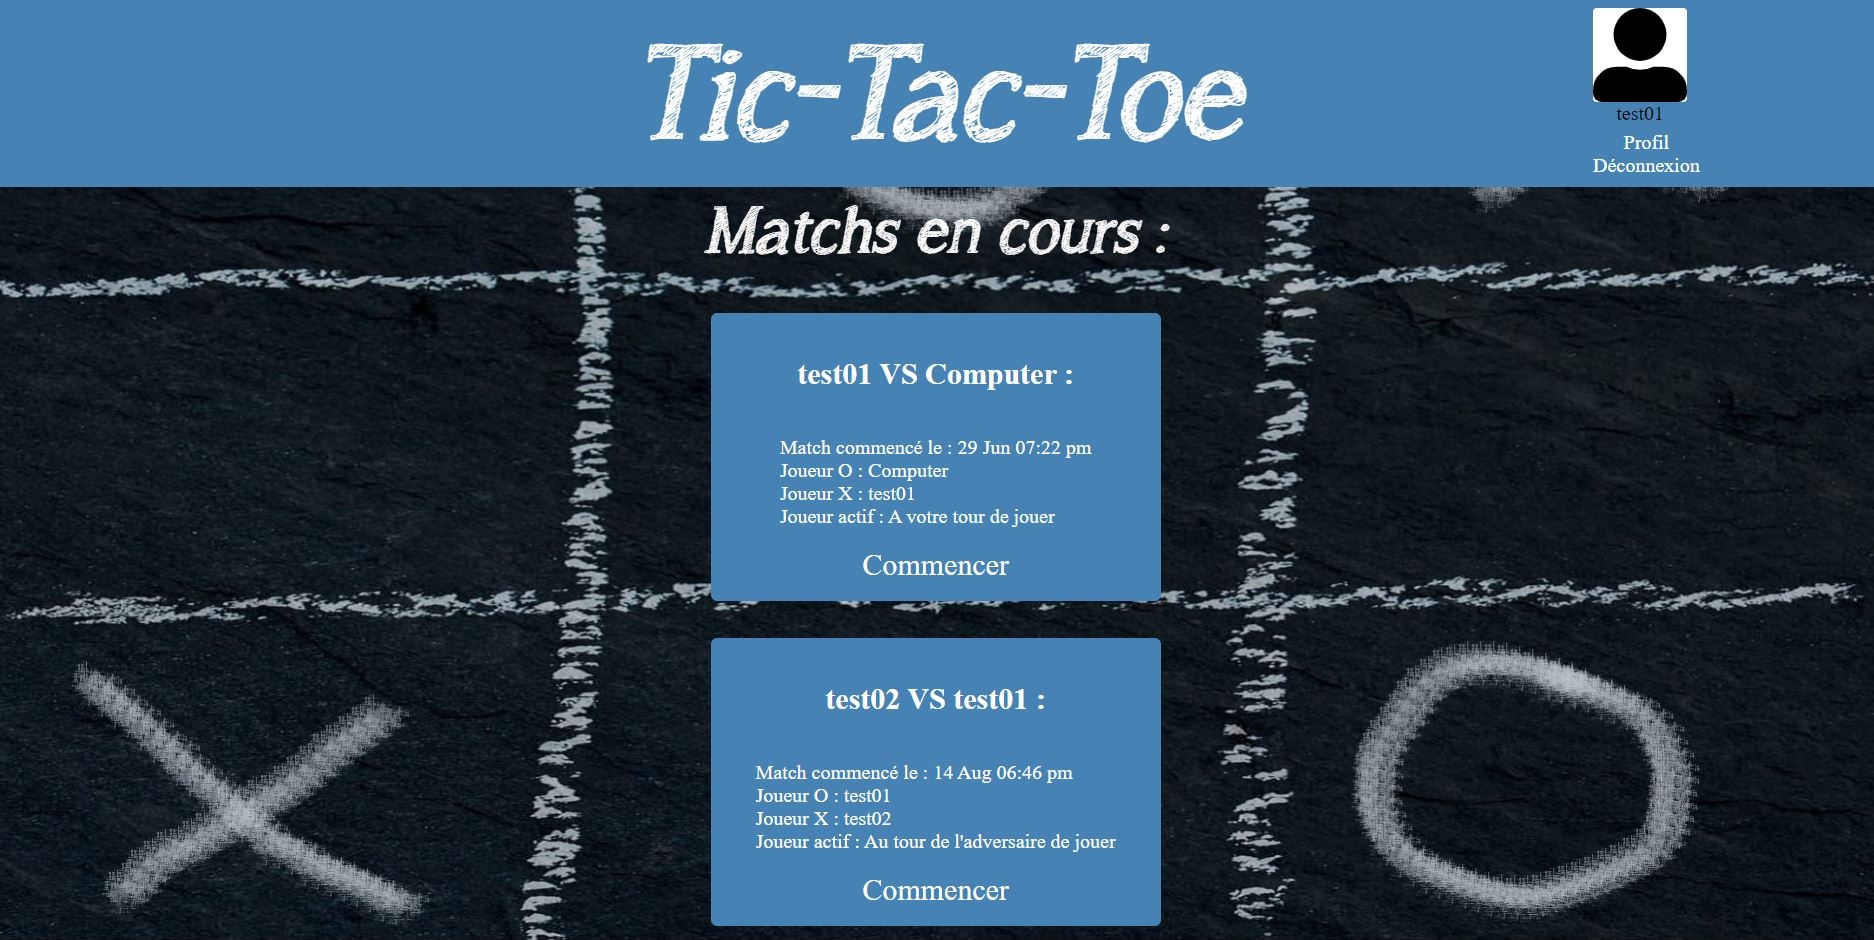 Tic-Tac-Toe
test01
Profil
Déconnexion
Matchs en cours :
test01 VS Computer :
Match commencé le : 29 Jun 07:22 pm
Joueur O : Computer
Joueur X : test01
Joueur actif : A votre tour de jouer
Commencer
test02 VS test01 :
Match commencé le : 14 Aug 06:46 pm
Joueur O : test01
Joueur X : test02
Joueur actif : Au tour de l'adversaire de jouer
Commencer